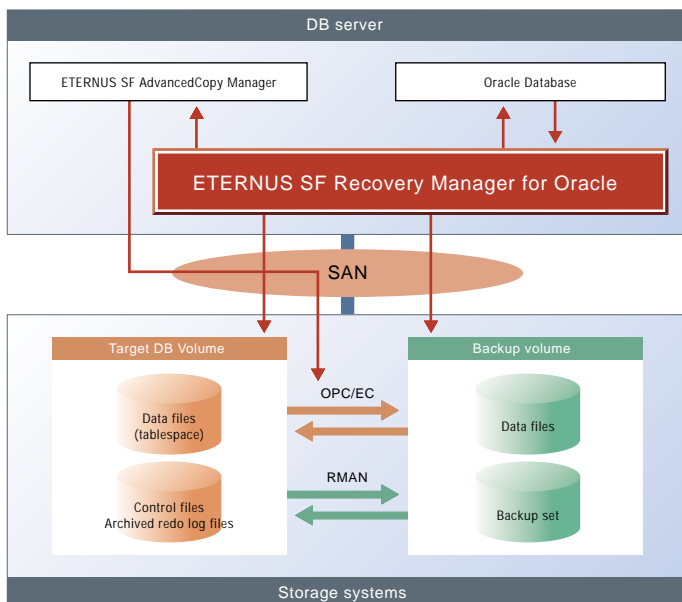 DB server
ETERNUS SF AdvancedCopy Manager
Oracle Database
ETERNUS SF Recovery Manager for Oracle
SAN
Target DB Volume
Backup volume
OPC/EC
Data files
(tablespace)
Data files
RMAN
Control files
Archived redo log files
Backup set
Storage systems